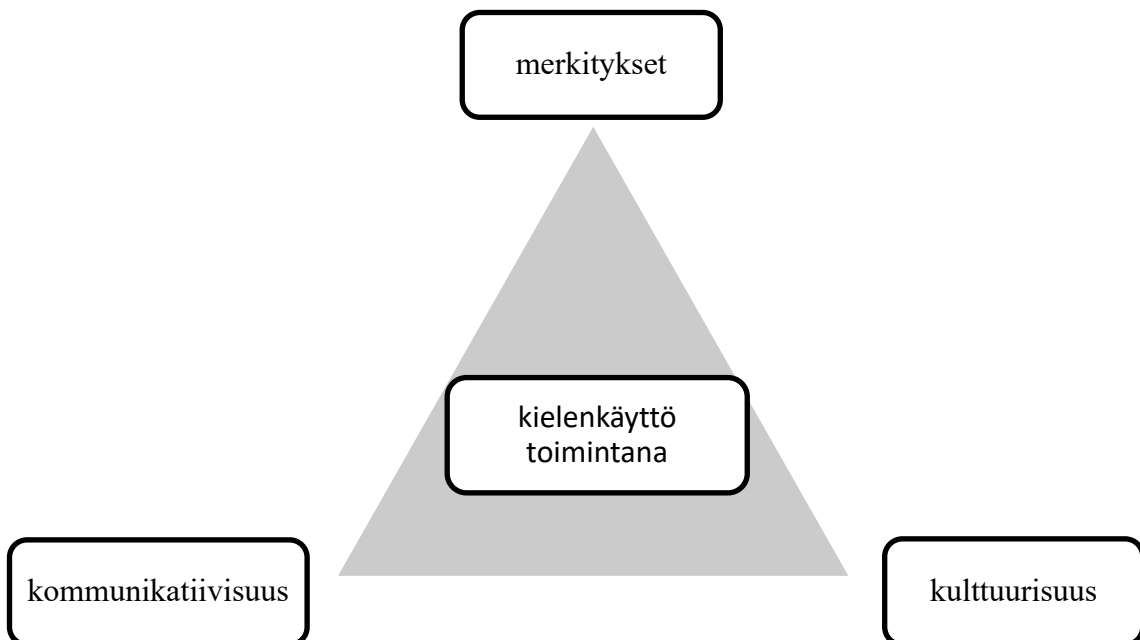 merkitykset
kielenkäyttö
toimintana
kommunikatiivisuus
kulttuurisuus